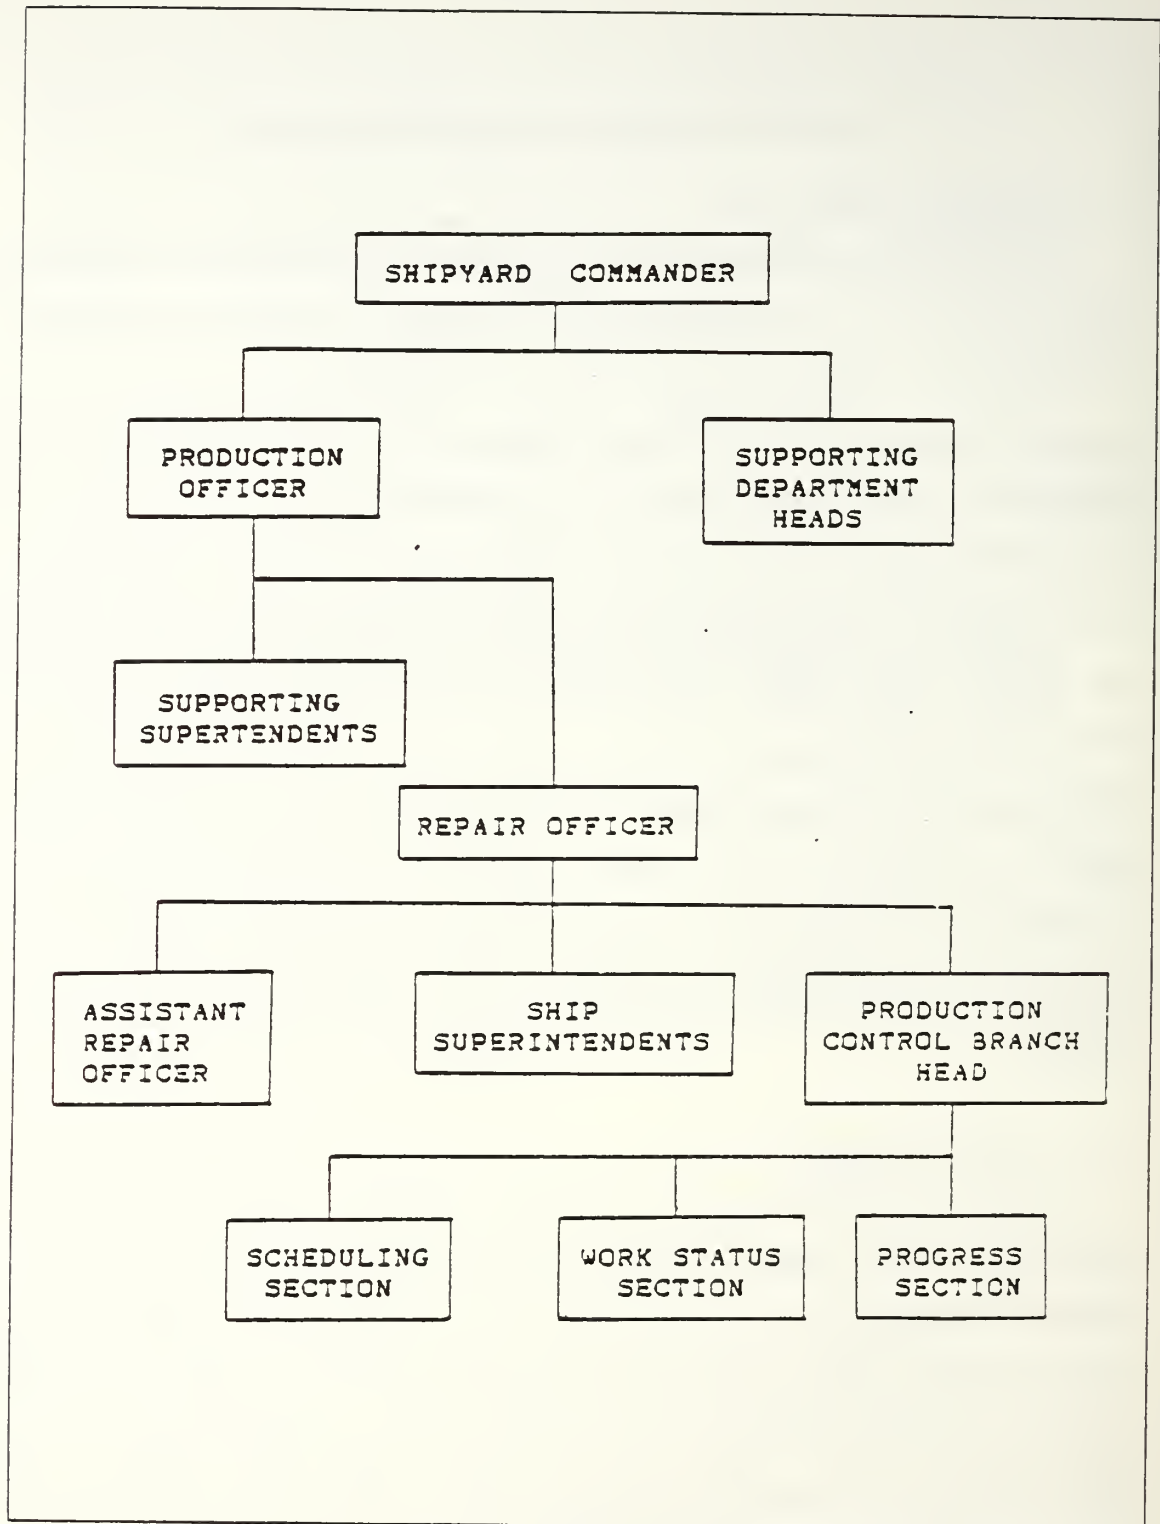 SHIPYARD COMMANDER
PRODUCTION
OFFICER
SUPPORTING
DEPARTMENT
HEADS
SUPPORTING
SUPERTENDENTS
REPAIR OFFICER
ASSISTANT
REPAIR
OFFICER
SHIP
SUPERINTENDENTS
PRODUCTION
CONTROL BRANCH
HEAD
SCHEDULING
SECTION
WORK STATUS
SECTION
PROGRESS
SECTION